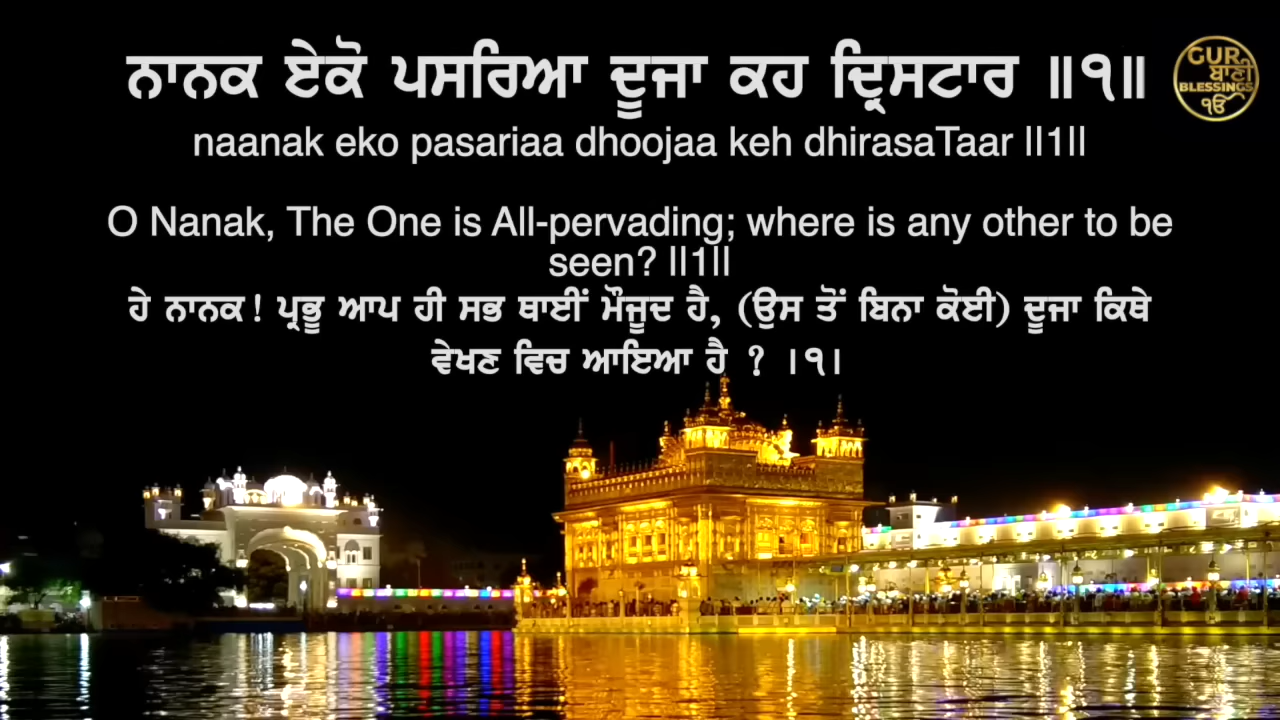 ਨਾਨਕ ਏਕੋ ਪਸਰਿਆ ਦੂਜਾ ਕਹ ਦ੍ਰਿਸਟਾਰ ॥੧॥
GUR
ਬਾਣੀ
BLESSINGS
ੴ
naanak eko pasariaa dhoojaa keh dhirasaTaar ||1||
O Nanak, The One is All-pervading; where is any other to be
seen? ||1||
ਹੇ ਨਾਨਕ! ਪ੍ਰਭੂ ਆਪ ਹੀ ਸਭ ਥਾਈਂ ਮੌਜੂਦ ਹੈ, (ਉਸ ਤੋਂ ਬਿਨਾ ਕੋਈ) ਦੂਜਾ ਕਿਥੇ
ਵੇਖਣ ਵਿਚ ਆਇਆ ਹੈ ? ।੧।